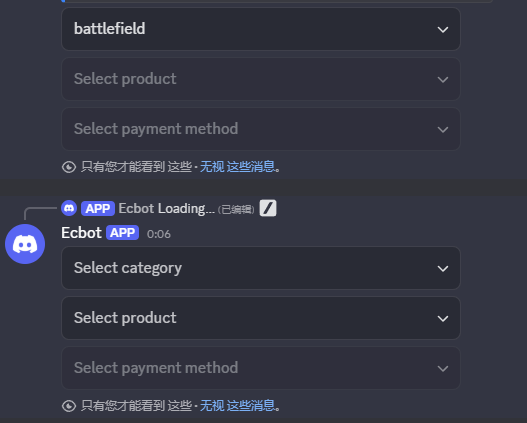 battlefield
Select product
Select payment method
只有您才能看到 这些 · 无视 这些消息。
APP Ecbot Loading... (已编辑)
Ecbot APP 0:06
Select category
Select product
Select payment method
只有您才能看到 这些 · 无视 这些消息。